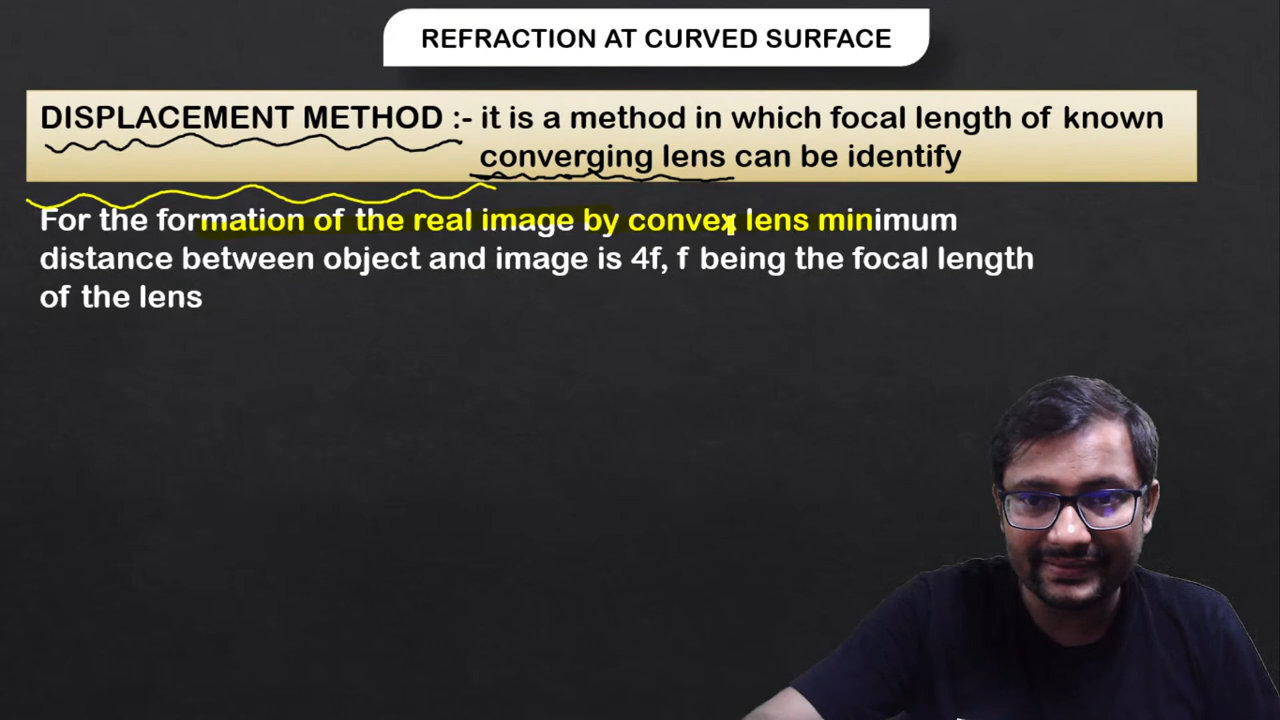 REFRACTION AT CURVED SURFACE
DISPLACEMENT METHOD :- it is a method in which focal length of known
converging lens can be identify
For the formation of the real image by convex lens minimum
distance between object and image is 4f, f being the focal length
of the lens